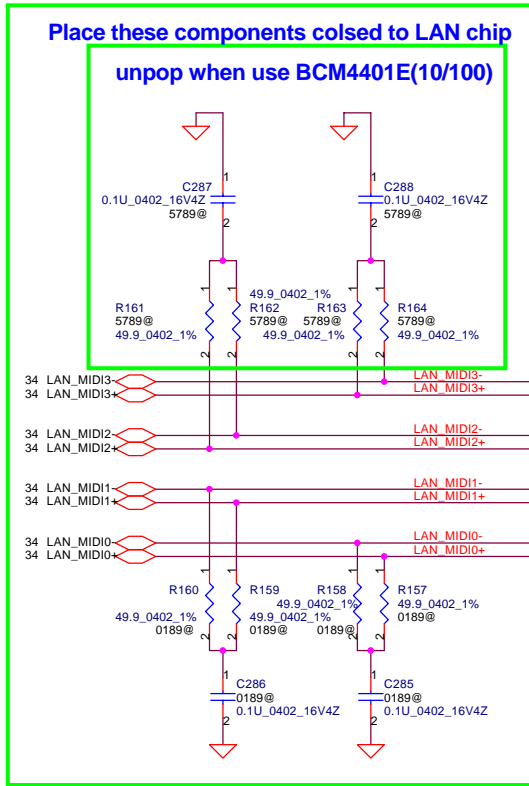 Place these components colsed to LAN chip
unpop when use BCM4401E(10/100)
1
1
C287
C288
0.1U_0402_16V4Z
0.1U_0402_16V4Z
5789@
5789@
2
2
1
1
49.9_0402_1%
1
1
R161
R162
R163
R164
5789@
5789@
5789@
5789@
49.9_0402_1%
49.9_0402_1%
49.9_0402_1%
2
2
2
2
34 LAN_MIDI3-
LAN_MIDI3-
34 LAN_MIDI3+
LAN_MIDI3+
34 LAN_MIDI2-
LAN_MIDI2-
34 LAN_MIDI2+
LAN_MIDI2+
34 LAN_MIDI1-
LAN_MIDI1-
34 LAN_MIDI1+
LAN_MIDI1+
34 LAN_MIDI0-
LAN_MIDI0-
34 LAN_MIDI0+
LAN_MIDI0+
1
1
1
1
R160
R159
R158
R157
49.9_0402_1%
49.9_0402_1%
49.9_0402_1%
49.9_0402_1%
0189@
0189@
0189@
0189@
2
2
2
2
1
1
C286
C285
0189@
0189@
0.1U_0402_16V4Z
0.1U_0402_16V4Z
2
2